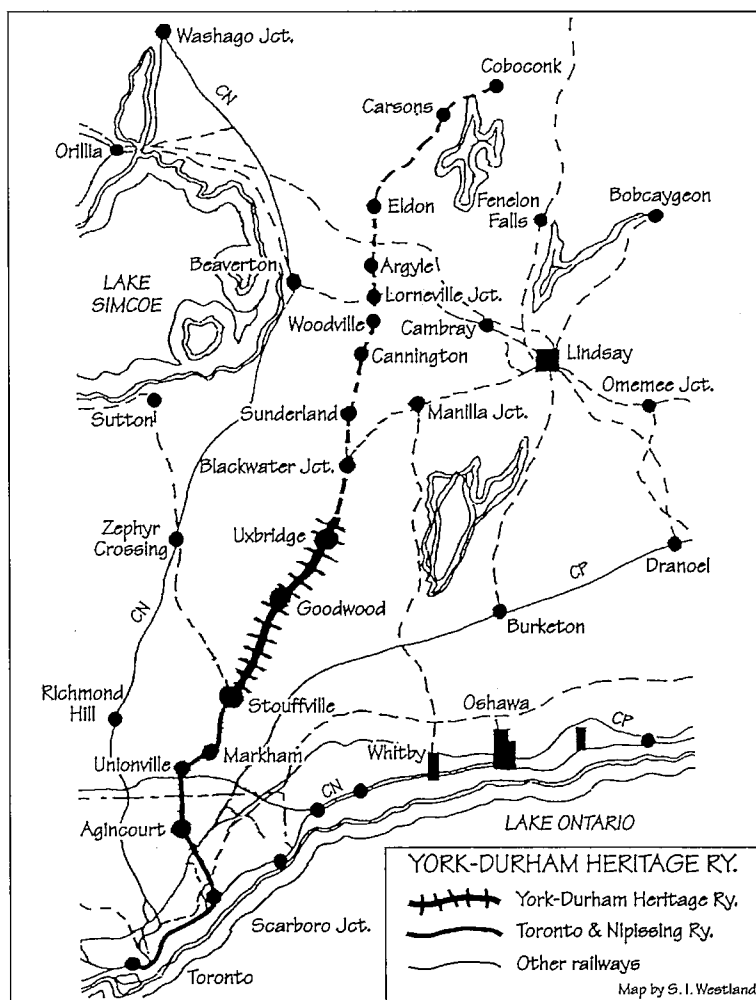 Washago Jct.
Coboconk
CN
Carsons
Orillia
Eldon
Fenelon
Falls
Bobcaygeon
Beaverton
Argyle
LAKE
SIMCOE
Lorneville Jct.
Woodville
Cambray
Cannington
Lindsay
Omemee Jct.
Sutton
Sunderland
Manilla Jct.
Blackwater Jct.
Zephyr
Crossing
Uxbridge
CP
Dranoel
CN
Goodwood
Burketon
Richmond
Hill
Stouffville
Oshawa
CP
Markham
Whitby
Unionville
CN
Agincourt
LAKE ONTARIO
Scarboro Jct.
Toronto
YORK-DURHAM HERITAGE RY.
York-Durham Heritage Ry.
Toronto & Nipissing Ry.
Other railways
Map by S. I. Westland